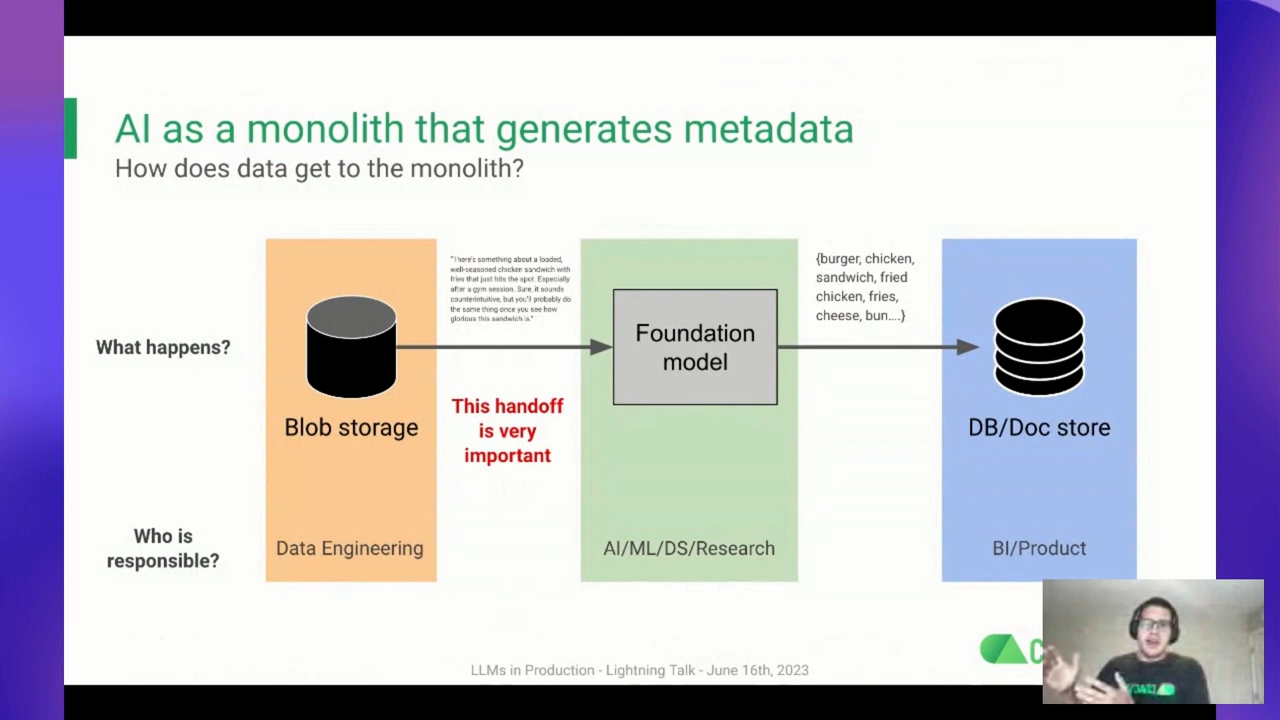 AI as a monolith that generates metadata
How does data get to the monolith?
"There's something about a loaded,
well-seasoned chicken sandwich with
fries that just hits the spot. Especially
after a gym session. Sure, it sounds
counterintuitive, but you'll probably do
the same thing once you see how
glorious this sandwich is."
{burger, chicken,
sandwich, fried
chicken, fries,
cheese, bun....}
What happens?
Foundation
model
This handoff
is very
important
Blob storage
DB/Doc store
Who is
responsible?
Data Engineering
AI/ML/DS/Research
BI/Product
LLMs in Production - Lightning Talk - June 16th, 2023